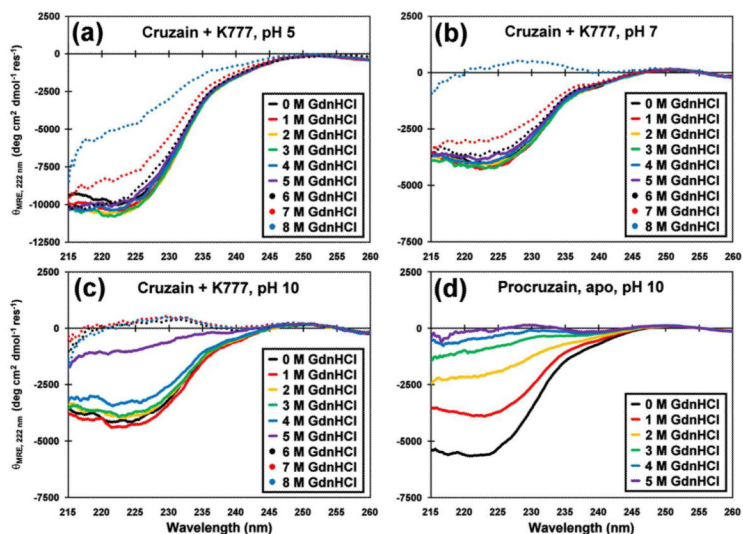 (a) Cruzain + K777, pH 5
2500
0
-2500
-5000
-7500
-10000
-12500
θMRE, 222 nm (deg cm² dmol⁻¹ res⁻¹)
0 M GdnHCl
1 M GdnHCl
2 M GdnHCl
3 M GdnHCl
4 M GdnHCl
5 M GdnHCl
6 M GdnHCl
7 M GdnHCl
8 M GdnHCl
215 220 225 230 235 240 245 250 255 260
(b) Cruzain + K777, pH 7
2500
0
-2500
-5000
-7500
0 M GdnHCl
1 M GdnHCl
2 M GdnHCl
3 M GdnHCl
4 M GdnHCl
5 M GdnHCl
6 M GdnHCl
7 M GdnHCl
8 M GdnHCl
215 220 225 230 235 240 245 250 255 260
(c) Cruzain + K777, pH 10
2500
0
-2500
-5000
-7500
θMRE, 222 nm (deg cm² dmol⁻¹ res⁻¹)
0 M GdnHCl
1 M GdnHCl
2 M GdnHCl
3 M GdnHCl
4 M GdnHCl
5 M GdnHCl
6 M GdnHCl
7 M GdnHCl
8 M GdnHCl
215 220 225 230 235 240 245 250 255 260
Wavelength (nm)
(d) Procruzain, apo, pH 10
2500
0
-2500
-5000
-7500
0 M GdnHCl
1 M GdnHCl
2 M GdnHCl
3 M GdnHCl
4 M GdnHCl
5 M GdnHCl
215 220 225 230 235 240 245 250 255 260
Wavelength (nm)